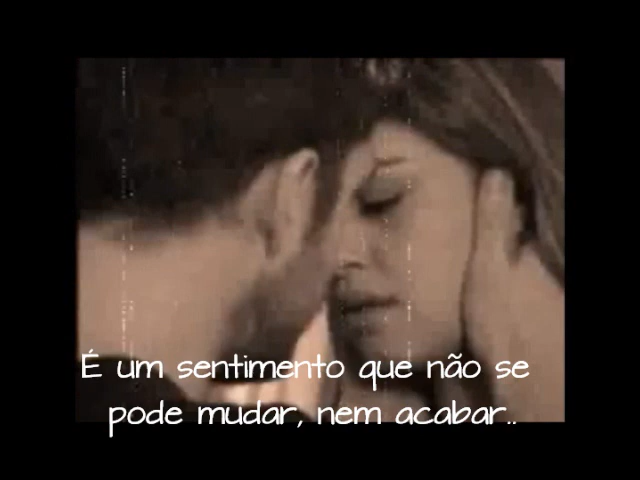 É um sentimento que não se
pode mudar, nem acabar..